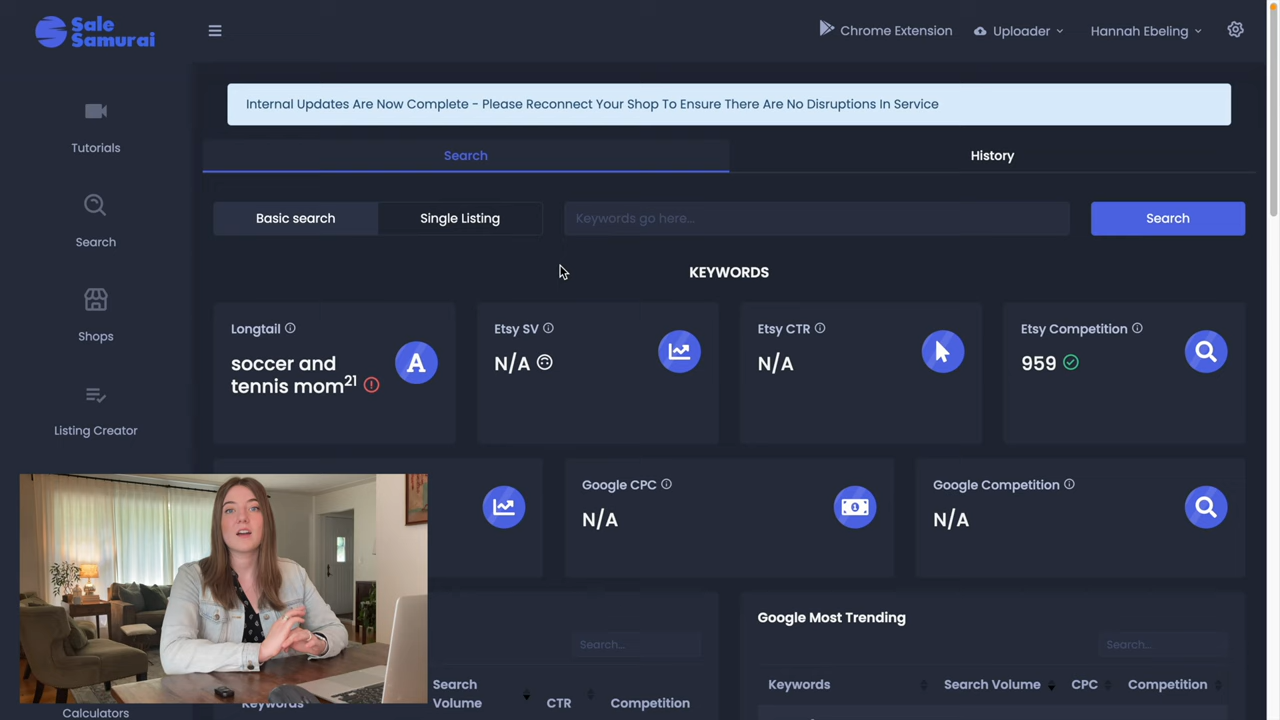 Sale Samurai
Chrome Extension
Uploader
Hannah Ebeling
Internal Updates Are Now Complete - Please Reconnect Your Shop To Ensure There Are No Disruptions In Service
Tutorials
Search
Shops
Listing Creator
Calculators
Search
History
Basic search
Single Listing
Keywords go here...
Search
KEYWORDS
Longtail
soccer and
tennis mom21
A
Etsy SV
N/A
Etsy CTR
N/A
Etsy Competition
959
Google CPC
N/A
Google Competition
N/A
Search...
Keywords
Search
Volume
CTR
Competition
Google Most Trending
Search...
Keywords
Search Volume
CPC
Competition